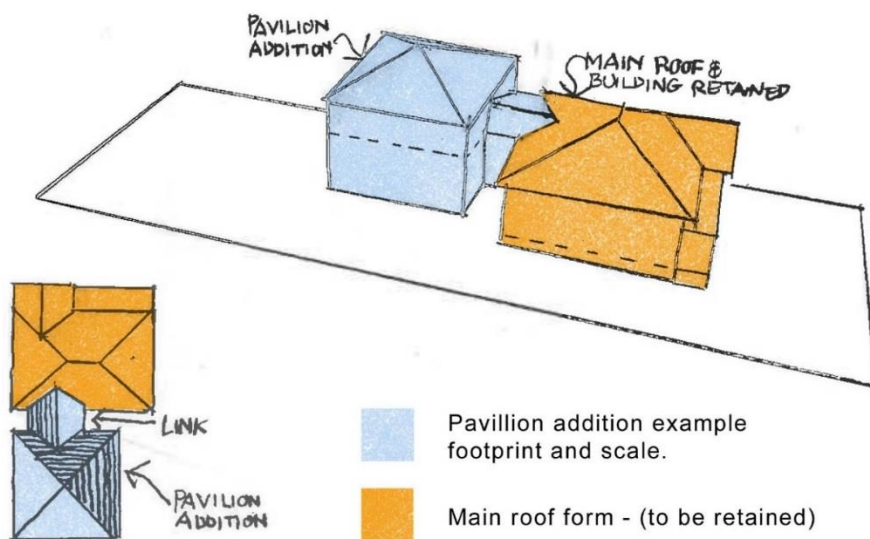 PAVILION
ADDITION
MAIN ROOF &
BUILDING RETAINED
LINK
PAVILION
ADDITION
Pavillion addition example
footprint and scale.
Main roof form - (to be retained)